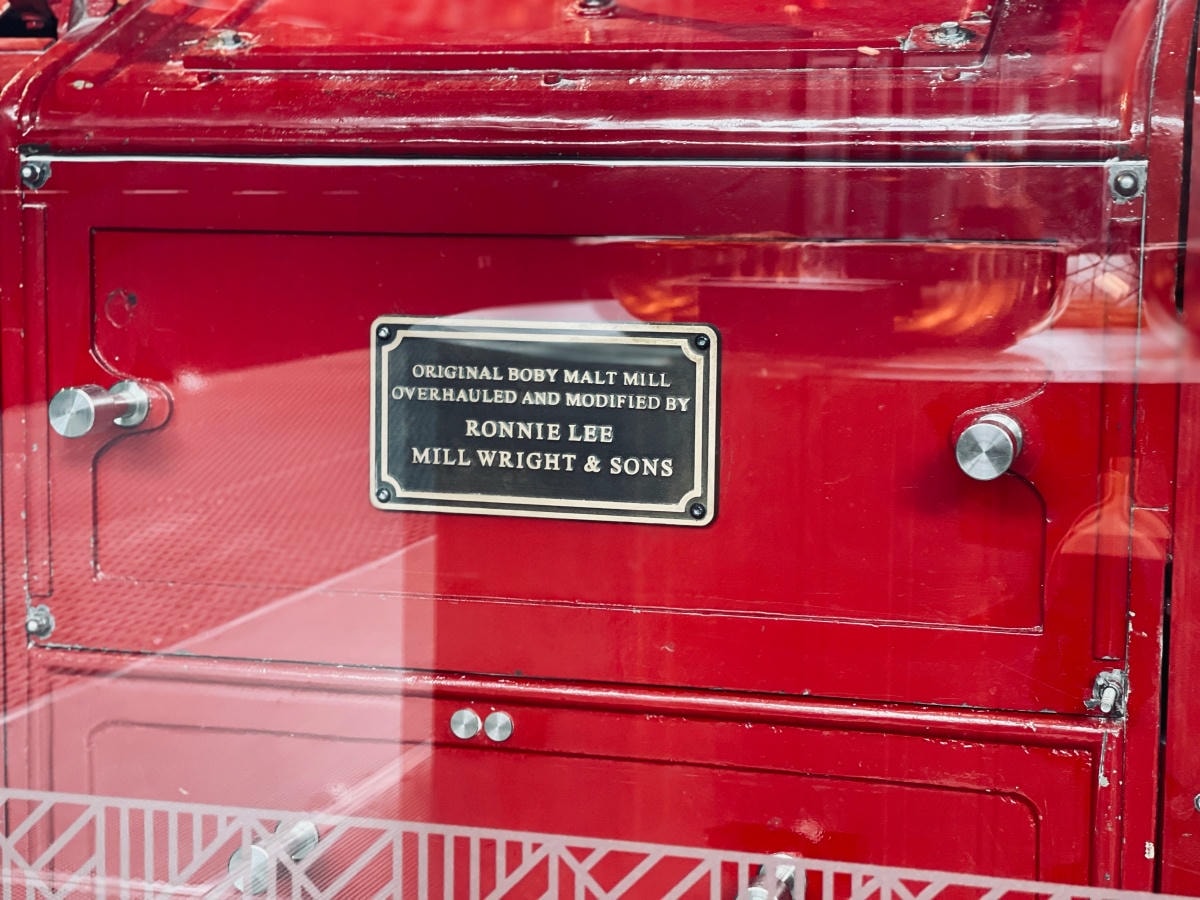 ORIGINAL BOBY MALT MILL
OVERHAULED AND MODIFIED BY
RONNIE LEE
MILL WRIGHT & SONS